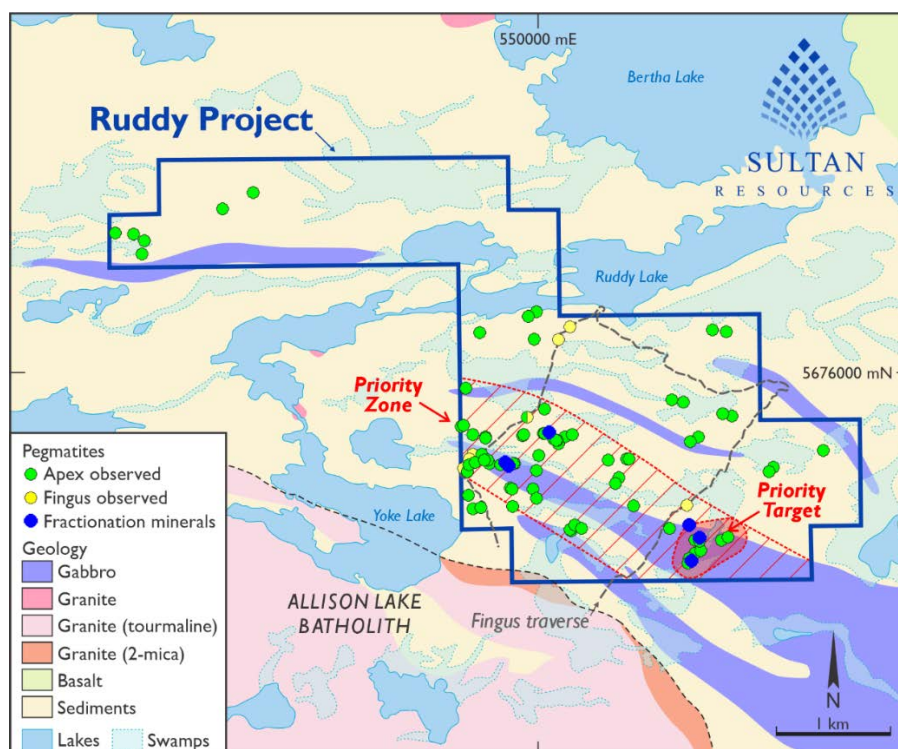 550000 mE
Bertha Lake
Ruddy Project
SULTAN
RESOURCES
Ruddy Lake
5676000 mN
Priority
Zone
Pegmatites
Apex observed
Fingus observed
Fractionation minerals
Geology
Gabbro
Granite
Granite (tourmaline)
Granite (2-mica)
Basalt
Sediments
Lakes
Swamps
Priority
Target
Yoke Lake
ALLISON LAKE
BATHOLITH
Fingus traverse
N
1 km